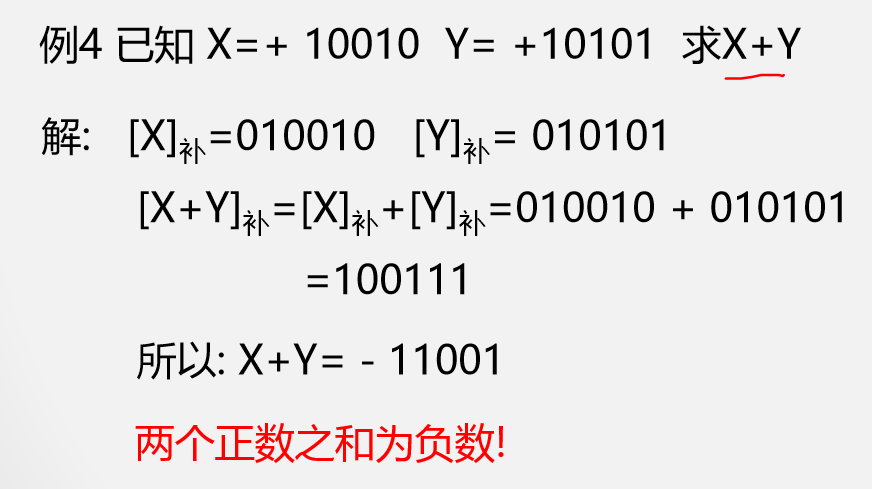 例4 已知 X=+ 10010 Y= +10101 求X+Y
解: [X]补=010010 [Y]补= 010101
[X+Y]补=[X]补+[Y]补=010010 + 010101
=100111
所以: X+Y= - 11001
两个正数之和为负数!